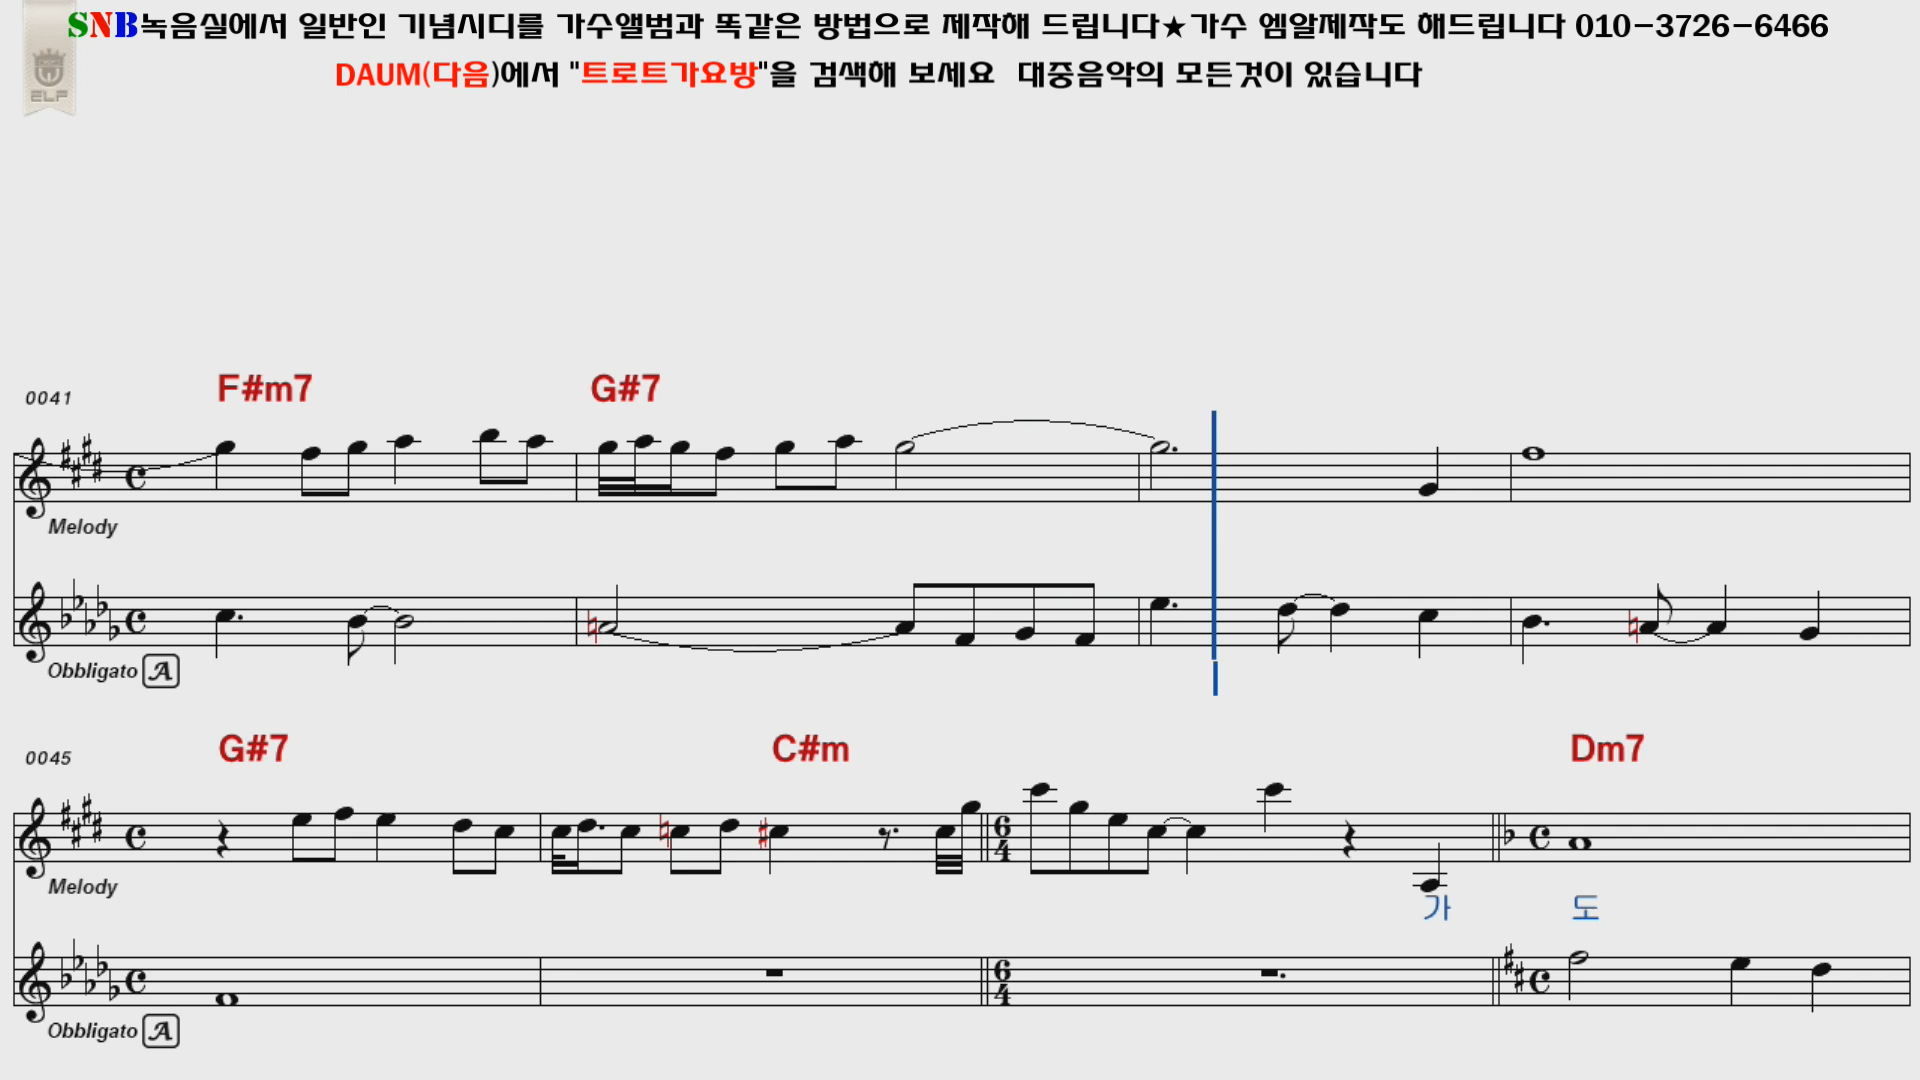 SNB녹음실에서 일반인 기념시디를 가수앨범과 똑같은 방법으로 제작해 드립니다★가수 엠알제작도 해드립니다 010-3726-6466
DAUM(다음)에서 "트로트가요방"을 검색해 보세요 대중음악의 모든것이 있습니다
ELF
0041 F#m7 G#7
Melody
Obbligato A
0045 G#7 C#m Dm7
6
4
Melody
가 도
6
4
Obbligato A